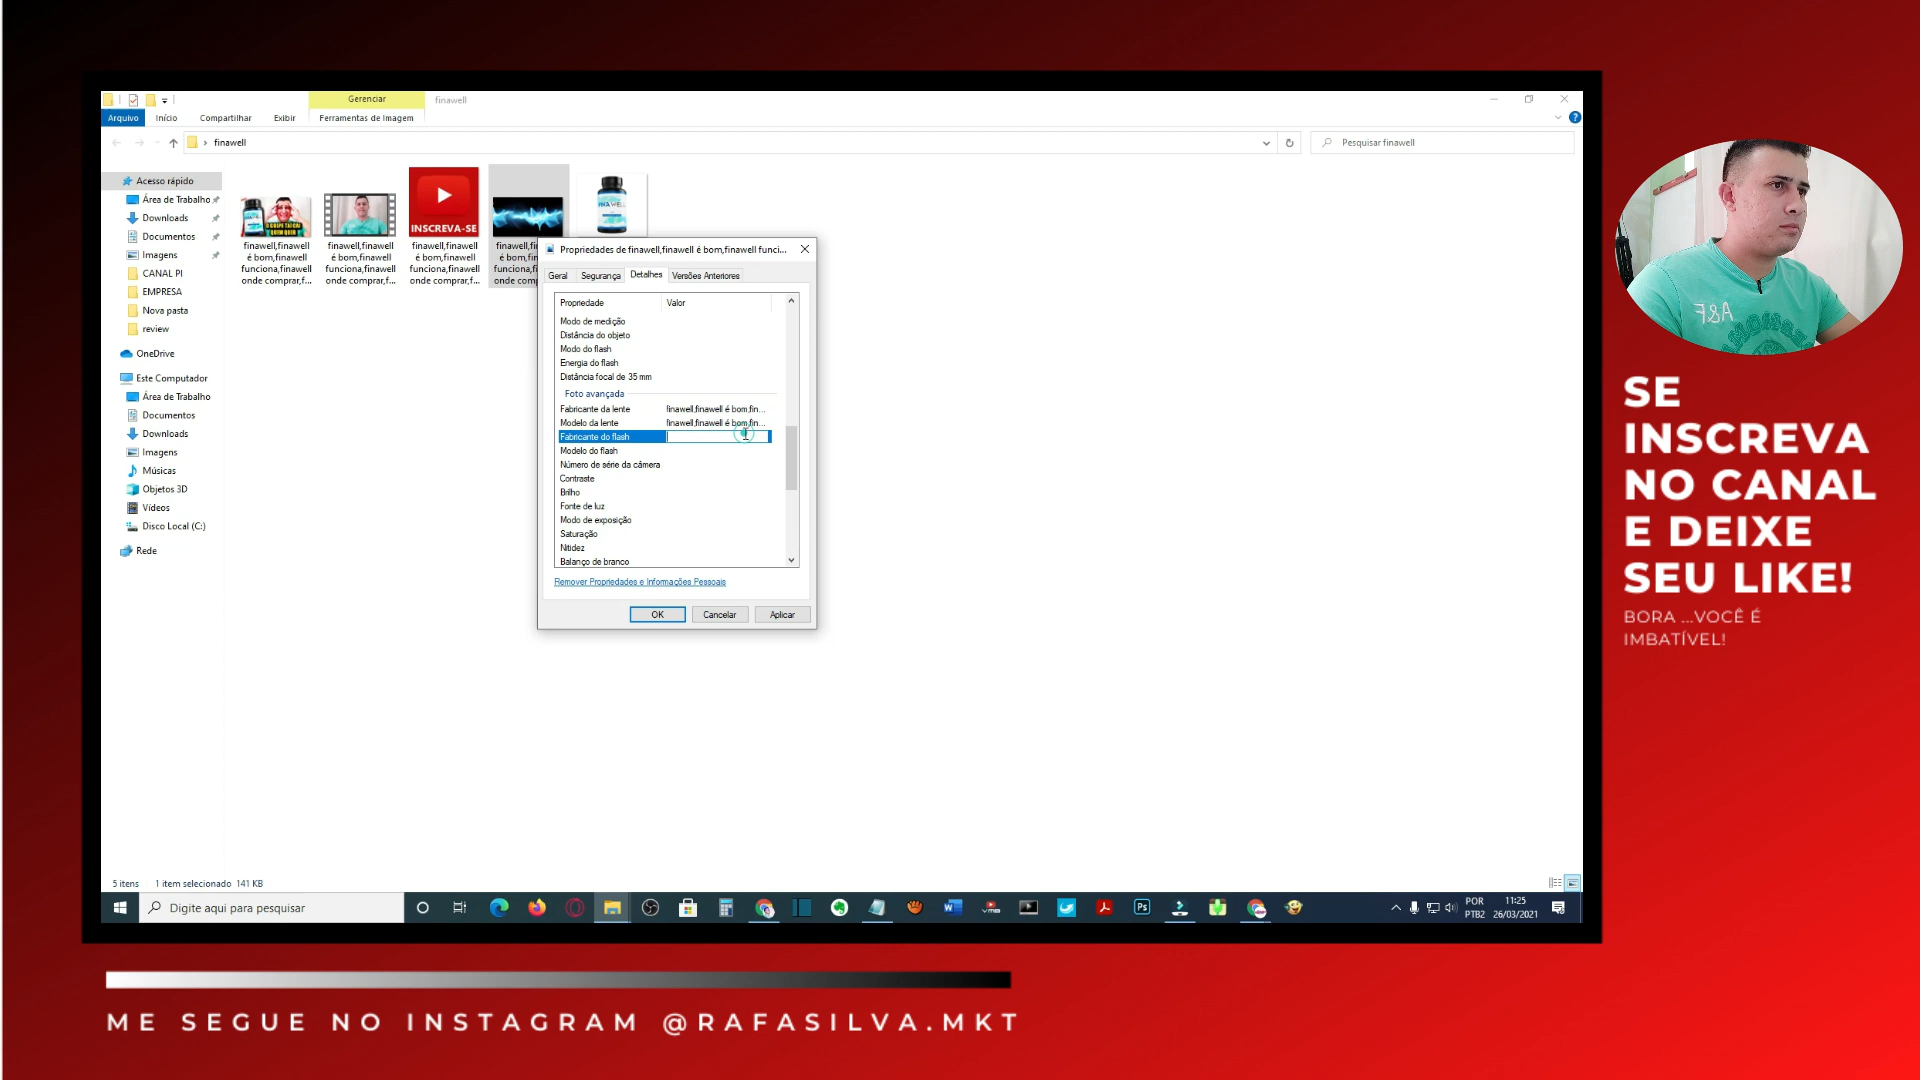 Gerenciar
finawell
Arquivo
Início
Compartilhar
Exibir
Ferramentas de Imagem
finawell
Pesquisar finawell
Acesso rápido
Área de Trabalho
Downloads
Documentos
Imagens
CANAL PI
EMPRESA
Nova pasta
review
OneDrive
Este Computador
Área de Trabalho
Documentos
Downloads
Imagens
Músicas
Objetos 3D
Vídeos
Disco Local (C:)
Rede
INSCREVA-SE
finawell,finawell
é bom,finawell
funciona,finawell
onde comprar,f...
finawell,finawell
é bom,finawell
funciona,finawell
onde comprar,f...
finawell,finawell
é bom,finawell
funciona,finawell
onde comprar,f...
Propriedades de finawell,finawell é bom,finawell funci...
Geral
Segurança
Detalhes
Versões Anteriores
Propriedade
Valor
Modo de medição
Distância do objeto
Modo do flash
Energia do flash
Distância focal de 35 mm
Foto avançada
Fabricante da lente finawell,finawell é bom,fin...
Modelo da lente finawell,finawell é bom,fin...
Fabricante do flash
Modelo do flash
Número de série da câmera
Contraste
Brilho
Fonte de luz
Modo de exposição
Saturação
Nitidez
Balanço de branco
Remover Propriedades e Informações Pessoais
OK
Cancelar
Aplicar
5 itens
1 item selecionado 141 KB
Digite aqui para pesquisar
POR
PTB2
11:25
26/03/2021
SE
INSCREVA
NO CANAL
E DEIXE
SEU LIKE!
BORA ...VOCÊ É
IMBATÍVEL!
ME SEGUE NO INSTAGRAM @RAFASILVA.MKT